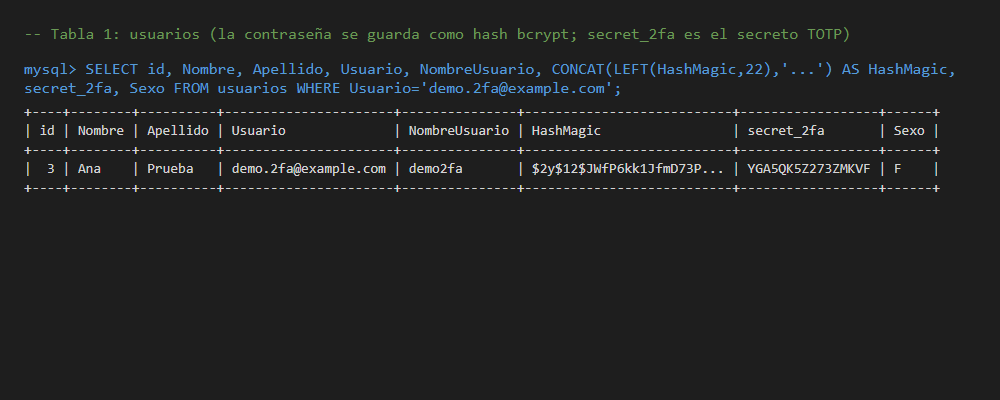 -- Tabla 1: usuarios (la contraseña se guarda como hash bcrypt; secret_2fa es el secreto TOTP)
mysql> SELECT id, Nombre, Apellido, Usuario, NombreUsuario, CONCAT(LEFT(HashMagic,22),'...') AS HashMagic,
secret_2fa, Sexo FROM usuarios WHERE Usuario='demo.2fa@example.com';
+----+--------+----------+----------------------+---------------+---------------------------+------------------+------+
| id | Nombre | Apellido | Usuario              | NombreUsuario | HashMagic                 | secret_2fa       | Sexo |
+----+--------+----------+----------------------+---------------+---------------------------+------------------+------+
|  3 | Ana    | Prueba   | demo.2fa@example.com | demo2fa       | $2y$12$JWfP6kk1JfmD73P... | YGA5QK5Z273ZMKVF | F    |
+----+--------+----------+----------------------+---------------+---------------------------+------------------+------+